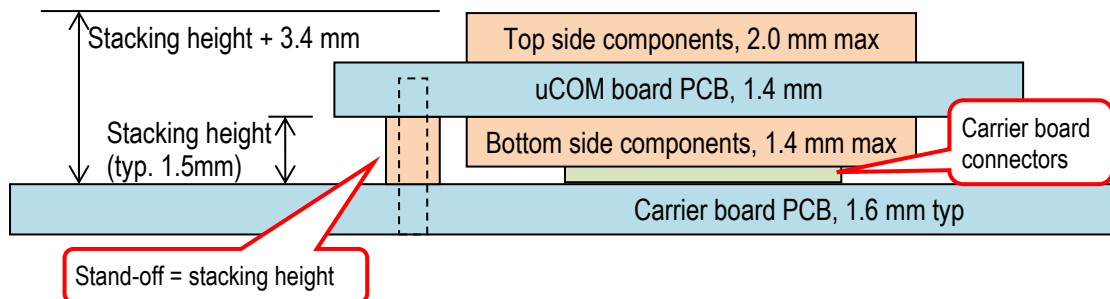 Stacking height + 3.4 mm
Top side components, 2.0 mm max
uCOM board PCB, 1.4 mm
Stacking height
(typ. 1.5mm)
Bottom side components, 1.4 mm max
Carrier board
connectors
Carrier board PCB, 1.6 mm typ
Stand-off = stacking height